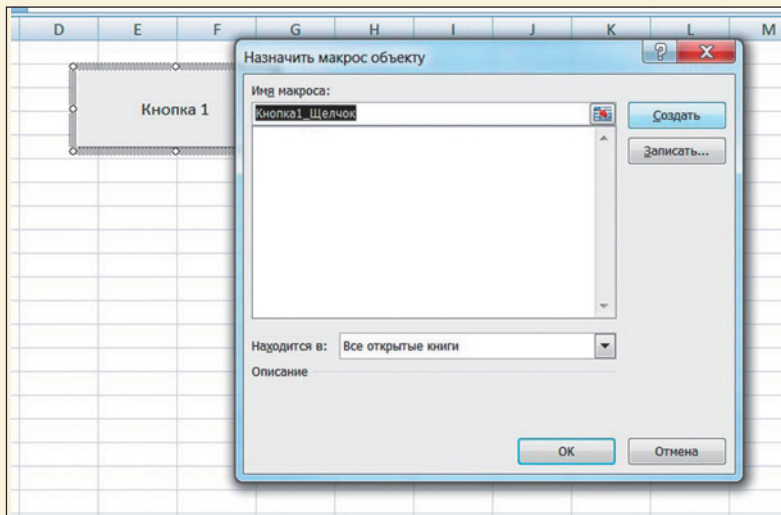 D E F G H I J K L M
Назначить макрос объекту
Имя макроса:
Кнопка 1
Кнопка1_Щелчок
Создать
Записать...
Находится в: Все открытые книги
Описание
ОК Отмена